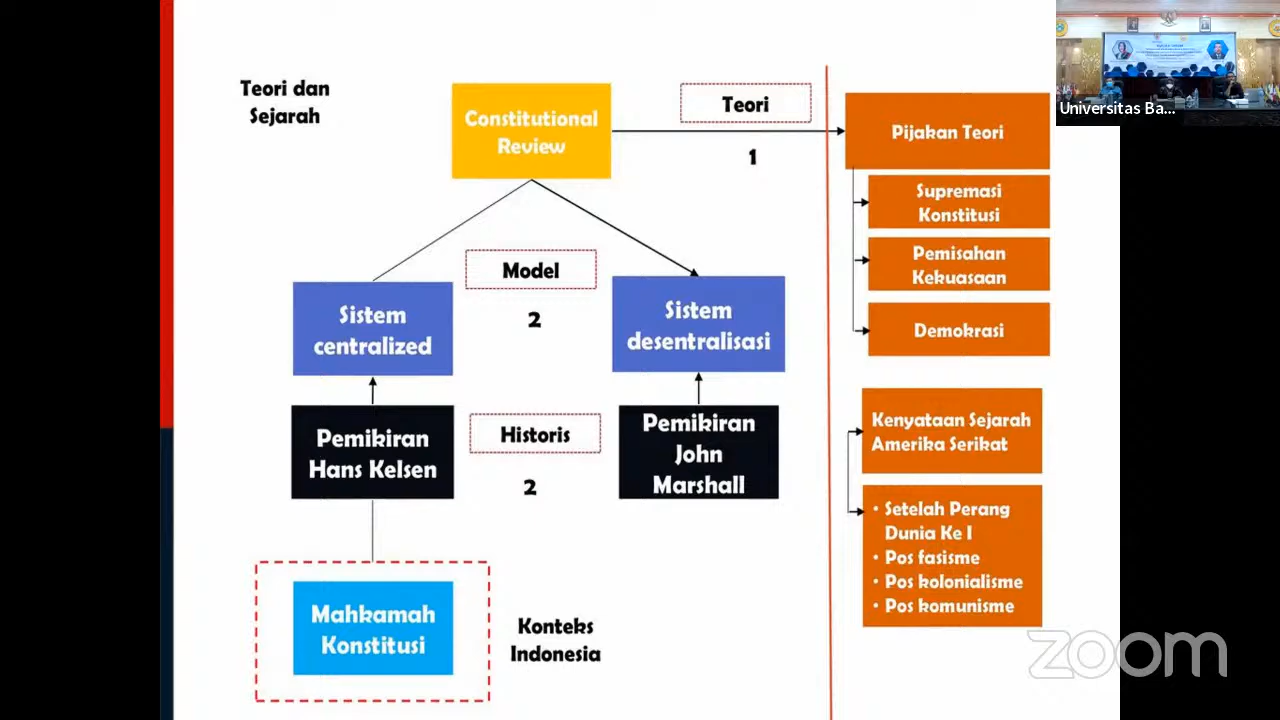 Teori dan
Sejarah
Constitutional
Review
Teori
1
Pijakan Teori
Supremasi
Konstitusi
Pemisahan
Kekuasaan
Demokrasi
Model
2
Sistem
centralized
Sistem
desentralisasi
Historis
2
Pemikiran
Hans Kelsen
Pemikiran
John
Marshall
Kenyataan Sejarah
Amerika Serikat
• Setelah Perang
Dunia Ke I
• Pos fasisme
• Pos kolonialisme
• Pos komunisme
Mahkamah
Konstitusi
Konteks
Indonesia
Universitas Ba...
zoom